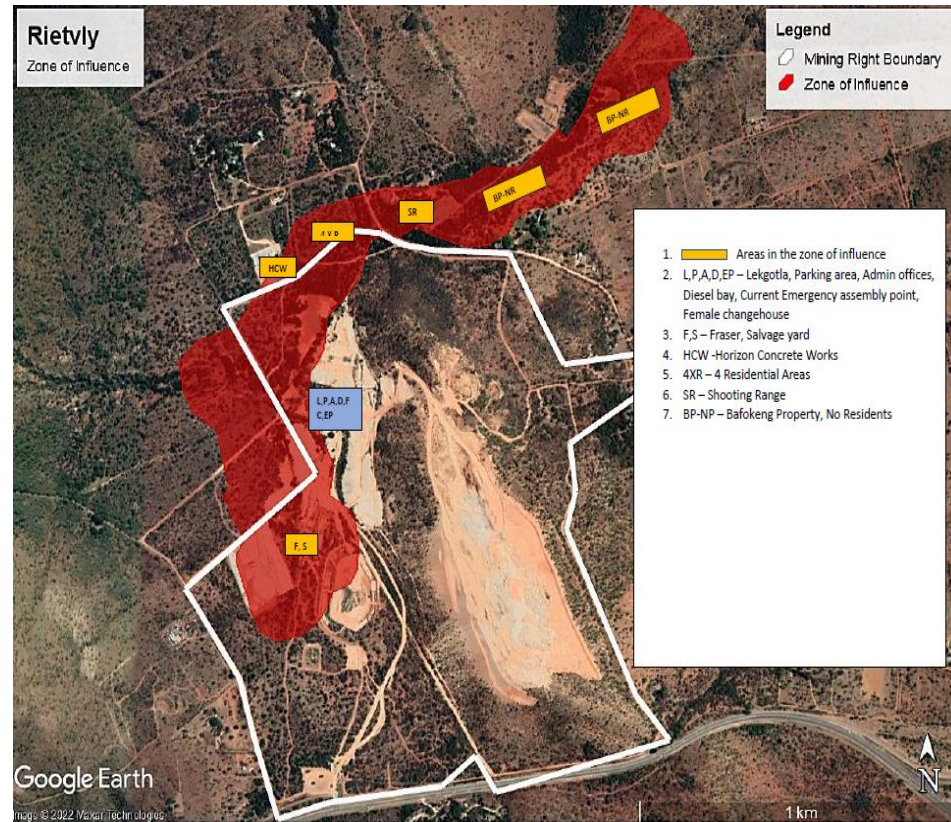 Rietvly
Zone of Influence
Legend
Mining Right Boundary
Zone of Influence
BP-NR
BP-NR
SR
HCW
L,P,A,D,F
C,EP
F, S
1. Areas in the zone of influence
2. L,P,A,D,EP – Lekgotla, Parking area, Admin offices,
Diesel bay, Current Emergency assembly point,
Female changehouse
3. F,S – Fraser, Salvage yard
4. HCW -Horizon Concrete Works
5. 4XR – 4 Residential Areas
6. SR – Shooting Range
7. BP-NP – Bafokeng Property, No Residents
Google Earth
Image © 2022 Maxar Technologies
1 km
N